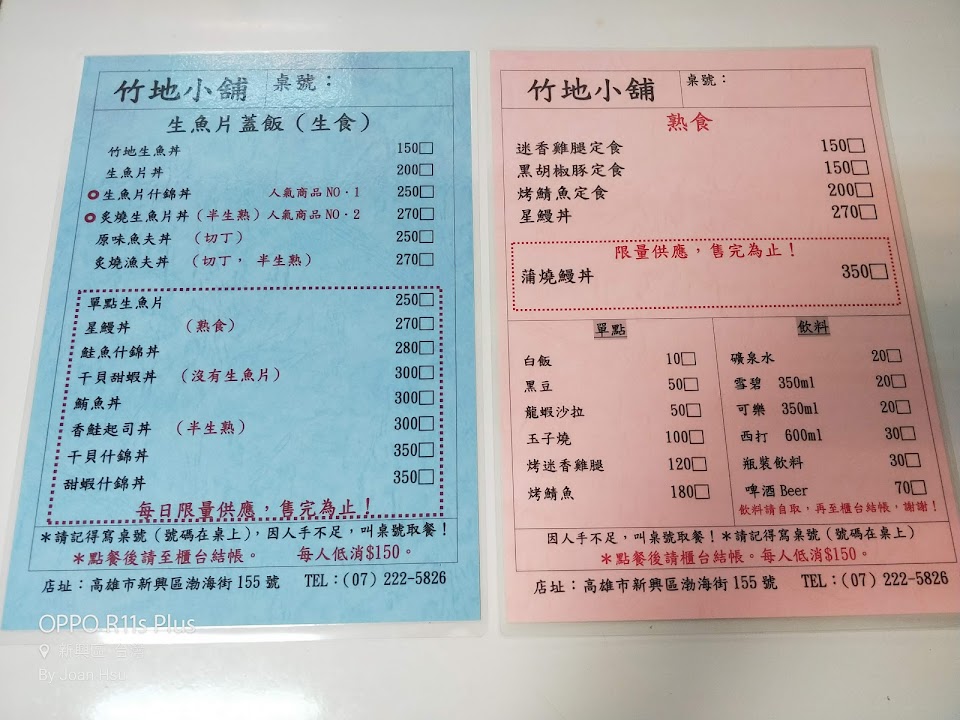 竹地小舖 桌號：
生魚片蓋飯（生食）
竹地生魚丼 150□
生魚片丼 200□
生魚片什錦丼 人氣商品NO·1 250□
炙燒生魚片丼（半生熟）人氣商品NO·2 270□
原味魚夫丼 （切丁） 250□
炙燒漁夫丼 （切丁， 半生熟） 270□
單點生魚片 250□
星鰻丼 （熟食） 270□
鮭魚什錦丼 280□
干貝甜蝦丼 （沒有生魚片） 300□
鮪魚丼 300□
香鮭起司丼 （半生熟） 300□
干貝什錦丼 350□
甜蝦什錦丼 350□
每日限量供應，售完為止！
＊請記得寫桌號（號碼在桌上），因人手不足，叫桌號取餐！
＊點餐後請至櫃台結帳。 每人低消$150。
店址：高雄市新興區渤海街155號 TEL：(07) 222-5826
竹地小舖 桌號：
熟食
迷香雞腿定食 150□
黑胡椒豚定食 150□
烤鯖魚定食 200□
星鰻丼 270□
限量供應，售完為止！
蒲燒鰻丼 350□
單點
白飯 10□
黑豆 50□
龍蝦沙拉 50□
玉子燒 100□
烤迷香雞腿 120□
烤鯖魚 180□
飲料
礦泉水 20□
雪碧 350ml 20□
可樂 350ml 20□
西打 600ml 30□
瓶裝飲料 30□
啤酒Beer 70□
飲料請自取，再至櫃台結帳，謝謝！
因人手不足，叫桌號取餐！＊請記得寫桌號（號碼在桌上）
＊點餐後請至櫃台結帳。每人低消$150。
店址：高雄市新興區渤海街155號 TEL：(07) 222-5826
OPPO R11s Plus
新興區·台灣
By Joan Hsu